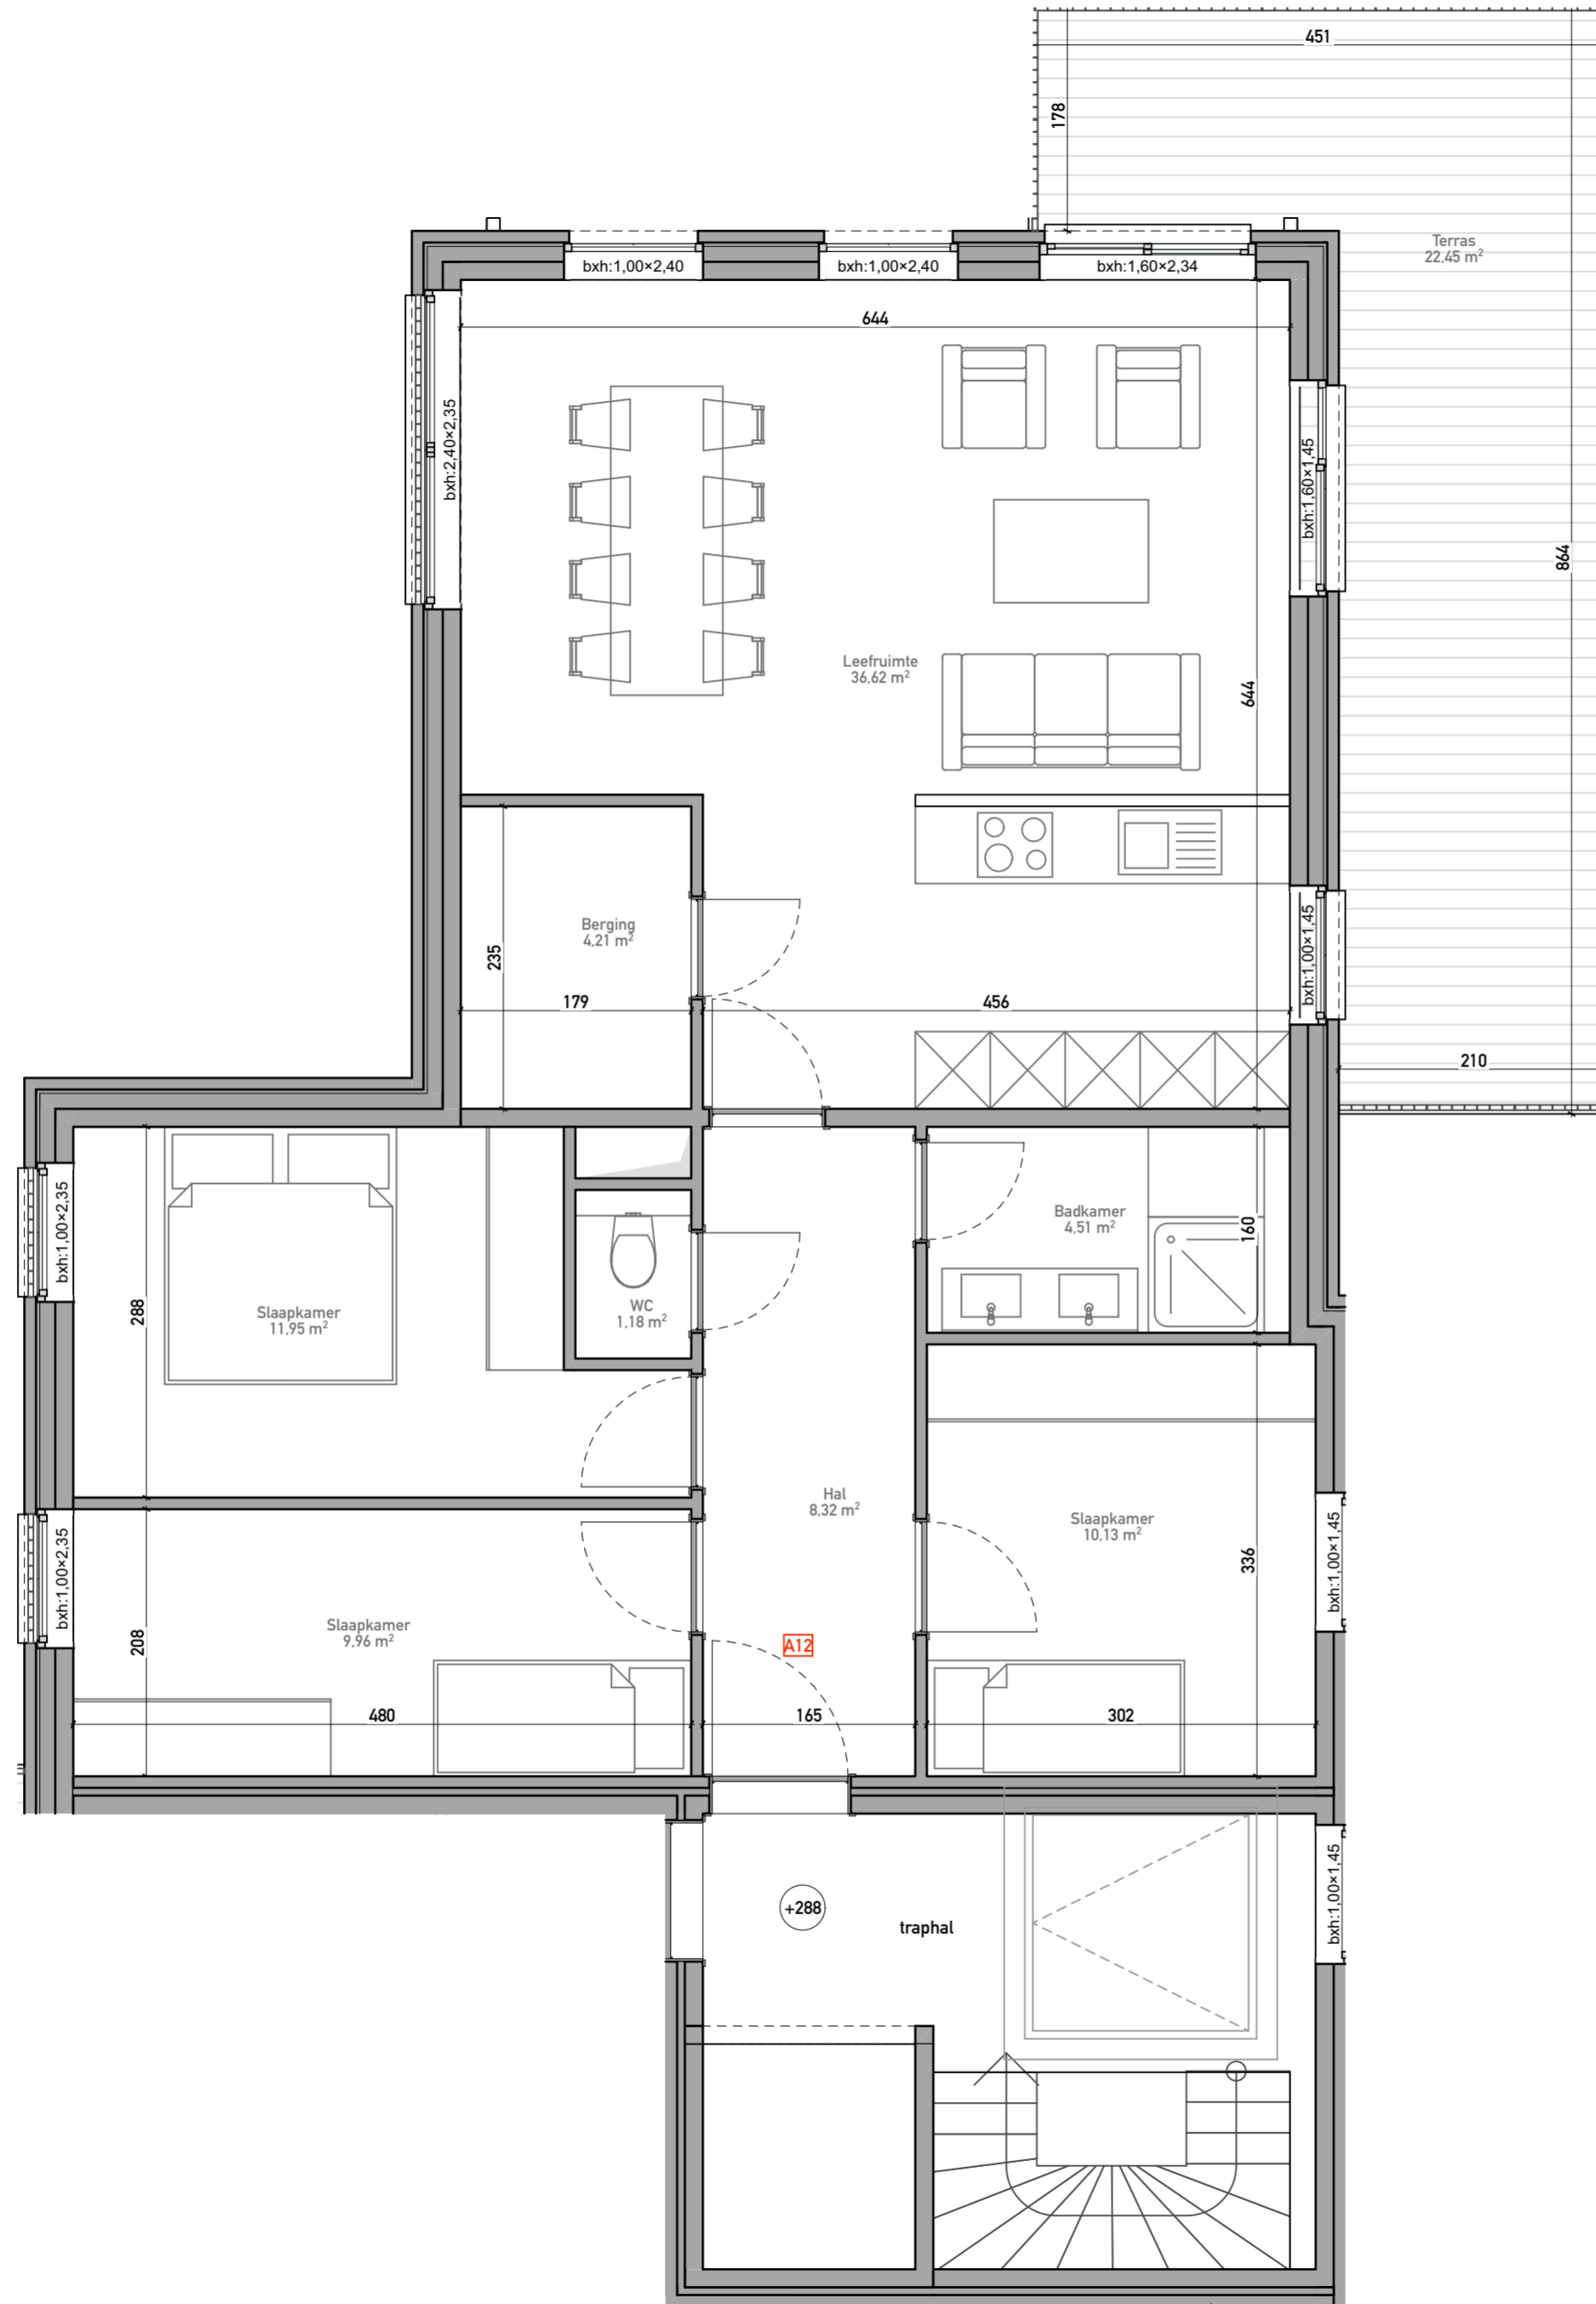 451
178
Terras
22,45 m²
bxh:1,00×2,40
bxh:1,00×2,40
bxh:1,60×2,34
644
bxh:2,40×2,35
bxh:1,60×1,45
864
Leefruimte
36,62 m²
644
Berging
4,21 m²
235
bxh:1,00×1,45
179
456
210
bxh:1,00×2,35
Badkamer
4,51 m²
160
288
Slaapkamer
11,95 m²
WC
1,18 m²
Hal
8,32 m²
Slaapkamer
10,13 m²
bxh:1,00×2,35
336
bxh:1,00×1,45
208
Slaapkamer
9,96 m²
A12
480
165
302
+288
traphal
bxh:1,00×1,45